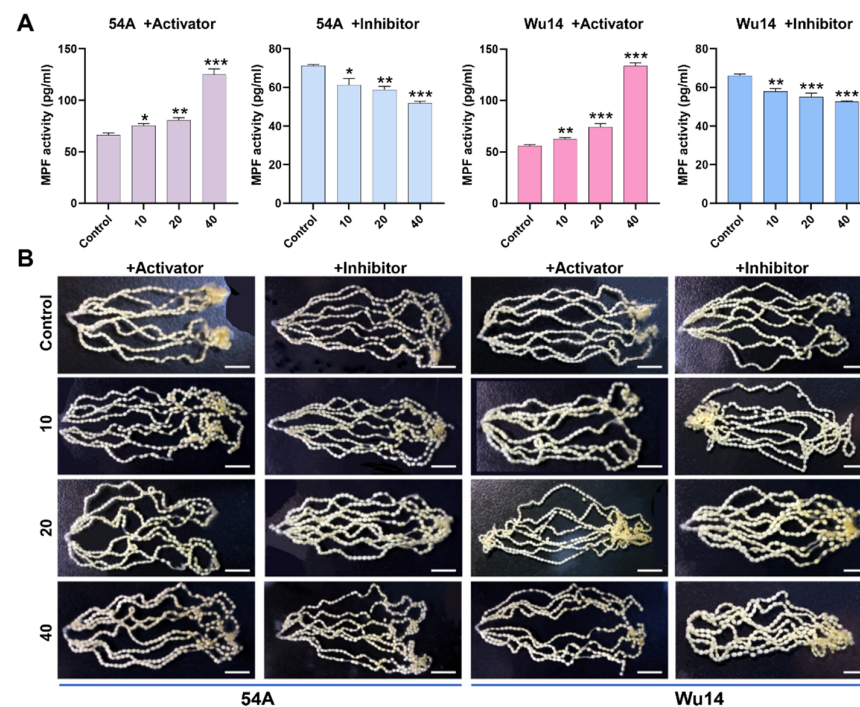 A
54A +Activator
54A +Inhibitor
Wu14 +Activator
Wu14 +Inhibitor
MPF activity (pg/ml)
150
100
50
0
*
**
***
Control
10
20
40
MPF activity (pg/ml)
80
60
40
20
0
*
**
***
Control
10
20
40
MPF activity (pg/ml)
150
100
50
0
**
***
***
Control
10
20
40
MPF activity (pg/ml)
80
60
40
20
0
**
***
***
Control
10
20
40
B
+Activator
+Inhibitor
+Activator
+Inhibitor
Control
10
20
40
54A
Wu14